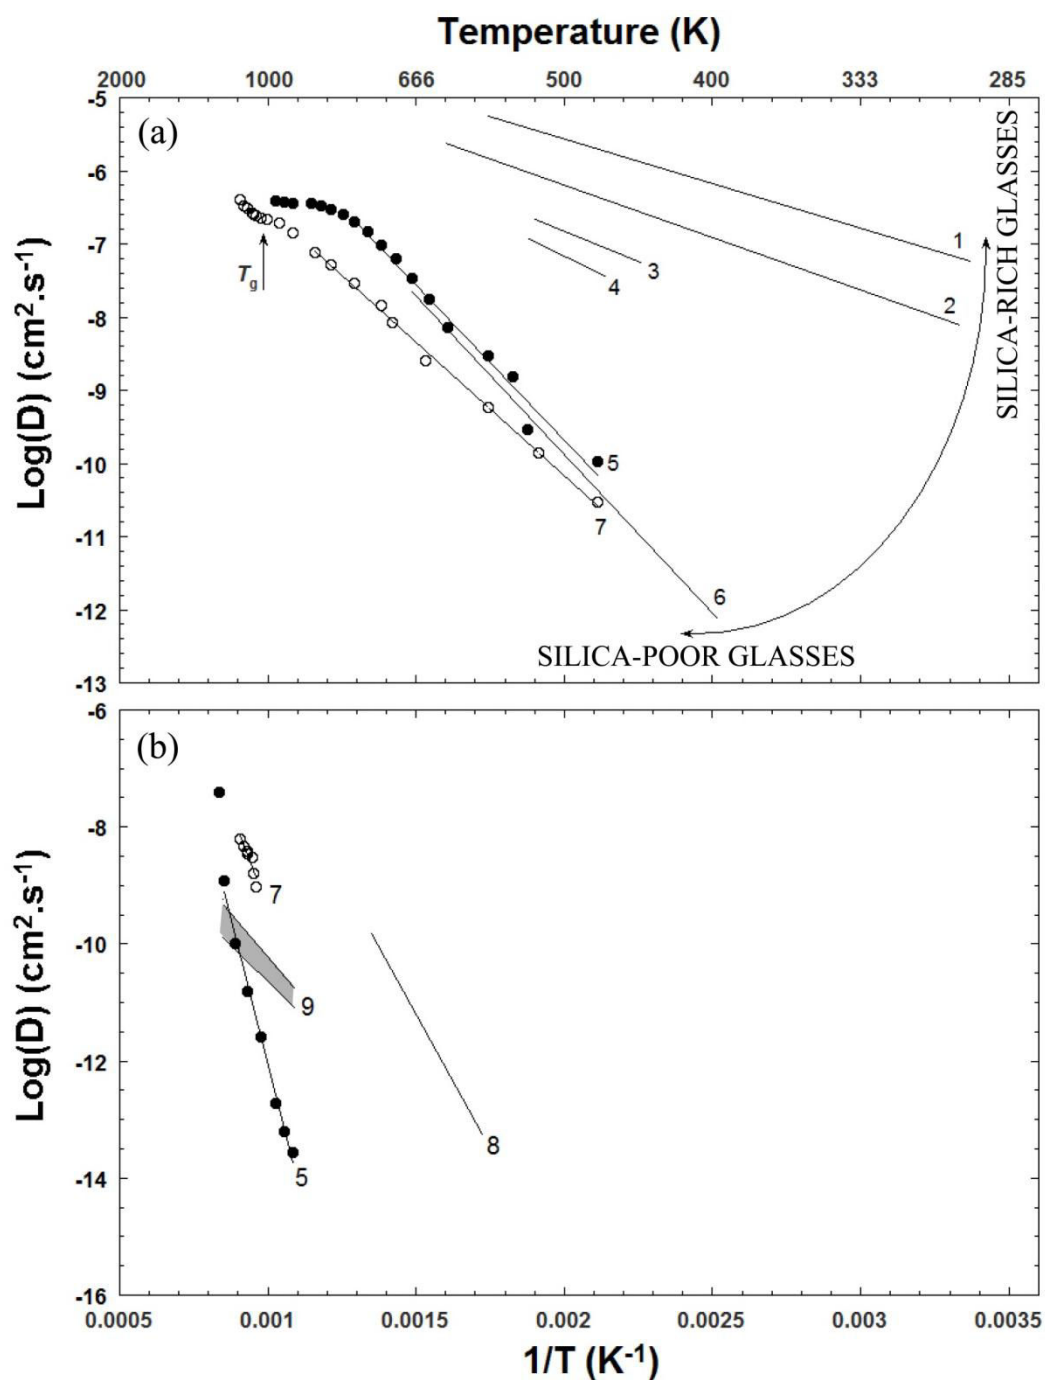 Temperature (K)
2000 1000 666 500 400 333 285
(a)
Log(D) (cm².s⁻¹)
-5
-6
-7
-8
-9
-10
-11
-12
-13
Tg
1
2
3
4
5
7
6
SILICA-RICH GLASSES
SILICA-POOR GLASSES
(b)
Log(D) (cm².s⁻¹)
-6
-8
-10
-12
-14
-16
7
9
5
8
0.0005 0.001 0.0015 0.002 0.0025 0.003 0.0035
1/T (K⁻¹)